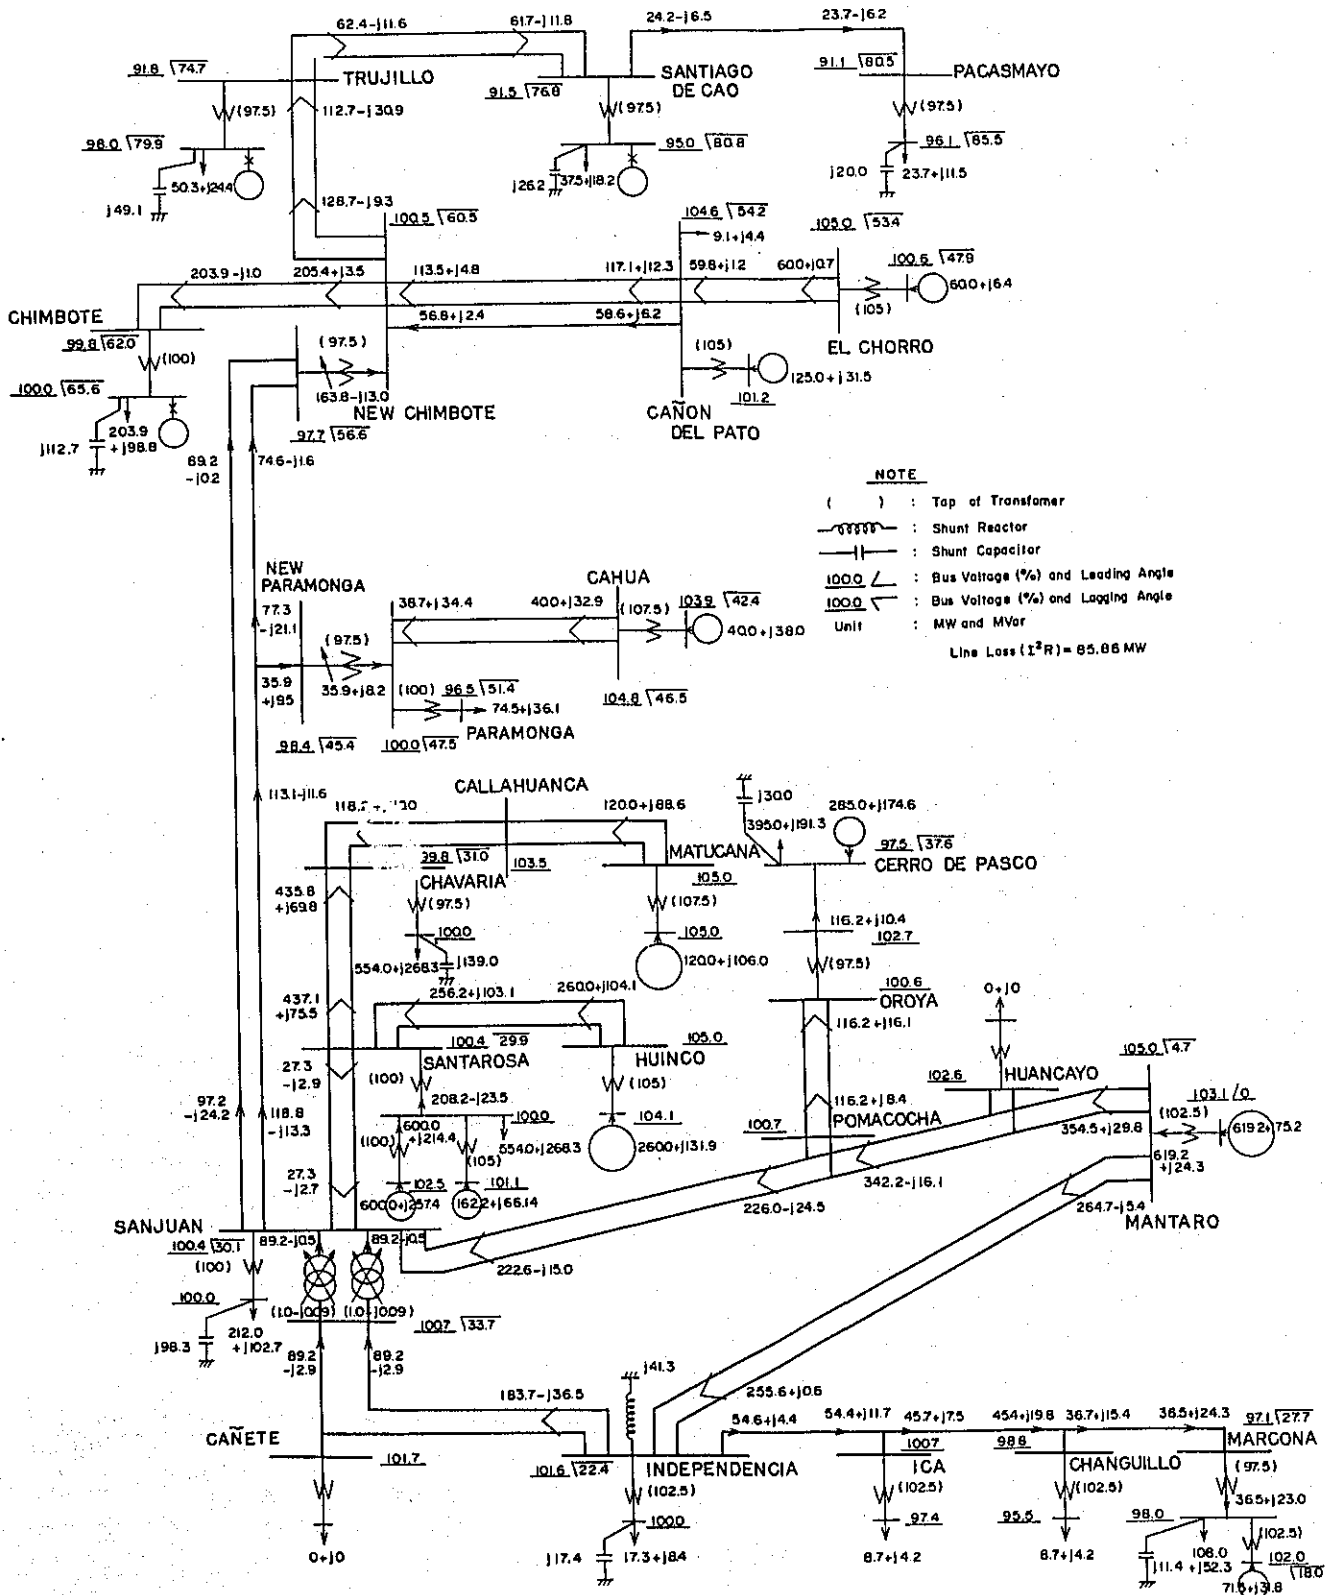 62.4-j11.6
61.7-j11.8
24.2-j6.5
23.7-j6.2
91.8 74.7
TRUJILLO
91.5 76.8
SANTIAGO
DE CAO
91.1 80.5
PACASMAYO
(97.5)
112.7-j30.9
(97.5)
(97.5)
98.0 79.9
95.0 80.8
96.1 85.5
50.3+j24.4
j49.1
j26.2
37.5+j18.2
j20.0
23.7+j11.5
128.7-j9.3
100.5 60.5
104.6 54.2
9.1+j4.4
105.0 53.4
203.9-j1.0
205.4+j3.5
113.5+j4.8
117.1+j12.3
59.8+j1.2
60.0+j0.7
100.6 47.9
60.0+j6.4
(105)
CHIMBOTE
99.8 62.0
(100)
56.8+j2.4
58.6+j6.2
EL CHORRO
(97.5)
(105)
125.0+j31.5
100.0 65.6
163.8-j13.0
NEW CHIMBOTE
101.2
CAÑON
DEL PATO
j112.7
203.9
+j98.8
97.7 56.6
89.2
-j0.2
74.6-j1.6
NOTE
( ) : Tap of Transfomer
: Shunt Reactor
: Shunt Capacitor
100.0 : Bus Voltage (%) and Leading Angle
100.0 : Bus Voltage (%) and Lagging Angle
Unit : MW and MVar
Line Loss (I²R) = 85.86 MW
NEW
PARAMONGA
CAHUA
77.3
-j21.1
38.7+j34.4
40.0+j32.9
(107.5)
103.9 42.4
40.0+j38.0
(97.5)
35.9
+j9.5
35.9+j8.2
(100)
96.5 51.4
74.5+j36.1
PARAMONGA
104.8 46.5
98.4 45.4
100.0 47.5
113.1-j11.6
CALLAHUANCA
120.0+j88.6
j30.0
285.0+j174.6
395.0+j191.3
97.5 37.6
CERRO DE PASCO
99.8 31.0
103.5
MATUCANA
105.0
CHAVARIA
(97.5)
435.8
+j69.8
(107.5)
116.2+j10.4
102.7
100.0
105.0
(97.5)
554.0+j268.3
j139.0
120.0+j106.0
100.6
OROYA
0+j0
437.1
+j75.5
256.2+j103.1
260.0+j104.1
116.2+j16.1
100.4 29.9
SANTAROSA
105.0
HUINCO
105.0 4.7
27.3
-j2.9
(100)
(105)
102.6
HUANCAYO
103.1 /0
97.2
-j24.2
118.8
-j13.3
208.2-j23.5
100.0
104.1
116.2+j8.4
POMACOCHA
100.7
354.5+j29.8
(102.5)
619.2+75.2
600.0
+j214.4
(100)
(105)
554.0+j268.3
260.0+j131.9
619.2
+j24.3
27.3
-j2.7
102.5
101.1
342.2-j16.1
600.0+j257.4
162.2+j66.14
226.0-j24.5
264.7-j5.4
MANTARO
SANJUAN
100.4 30.1
89.2-j0.5
89.2-j0.5
(100)
222.6-j15.0
100.0
(1.0-j0.09)
(1.0-j0.09)
100.7 33.7
j98.3
212.0
+j102.7
89.2
-j2.9
89.2
-j2.9
j41.3
183.7-j36.5
255.6+j0.6
54.6+j4.4
54.4+j11.7
45.7+j7.5
45.4+j19.8
36.7+j15.4
36.5+j24.3
97.1 27.7
MARCONA
CAÑETE
101.7
101.6 22.4
INDEPENDENCIA
100.7
ICA
98.8
CHANGUILLO
(97.5)
(102.5)
(102.5)
(102.5)
36.5+j23.0
100.0
97.4
95.5
98.0
(102.5)
0+j0
j17.4
17.3+j8.4
8.7+j4.2
8.7+j4.2
j11.4
108.0
+j52.3
102.0
18.0